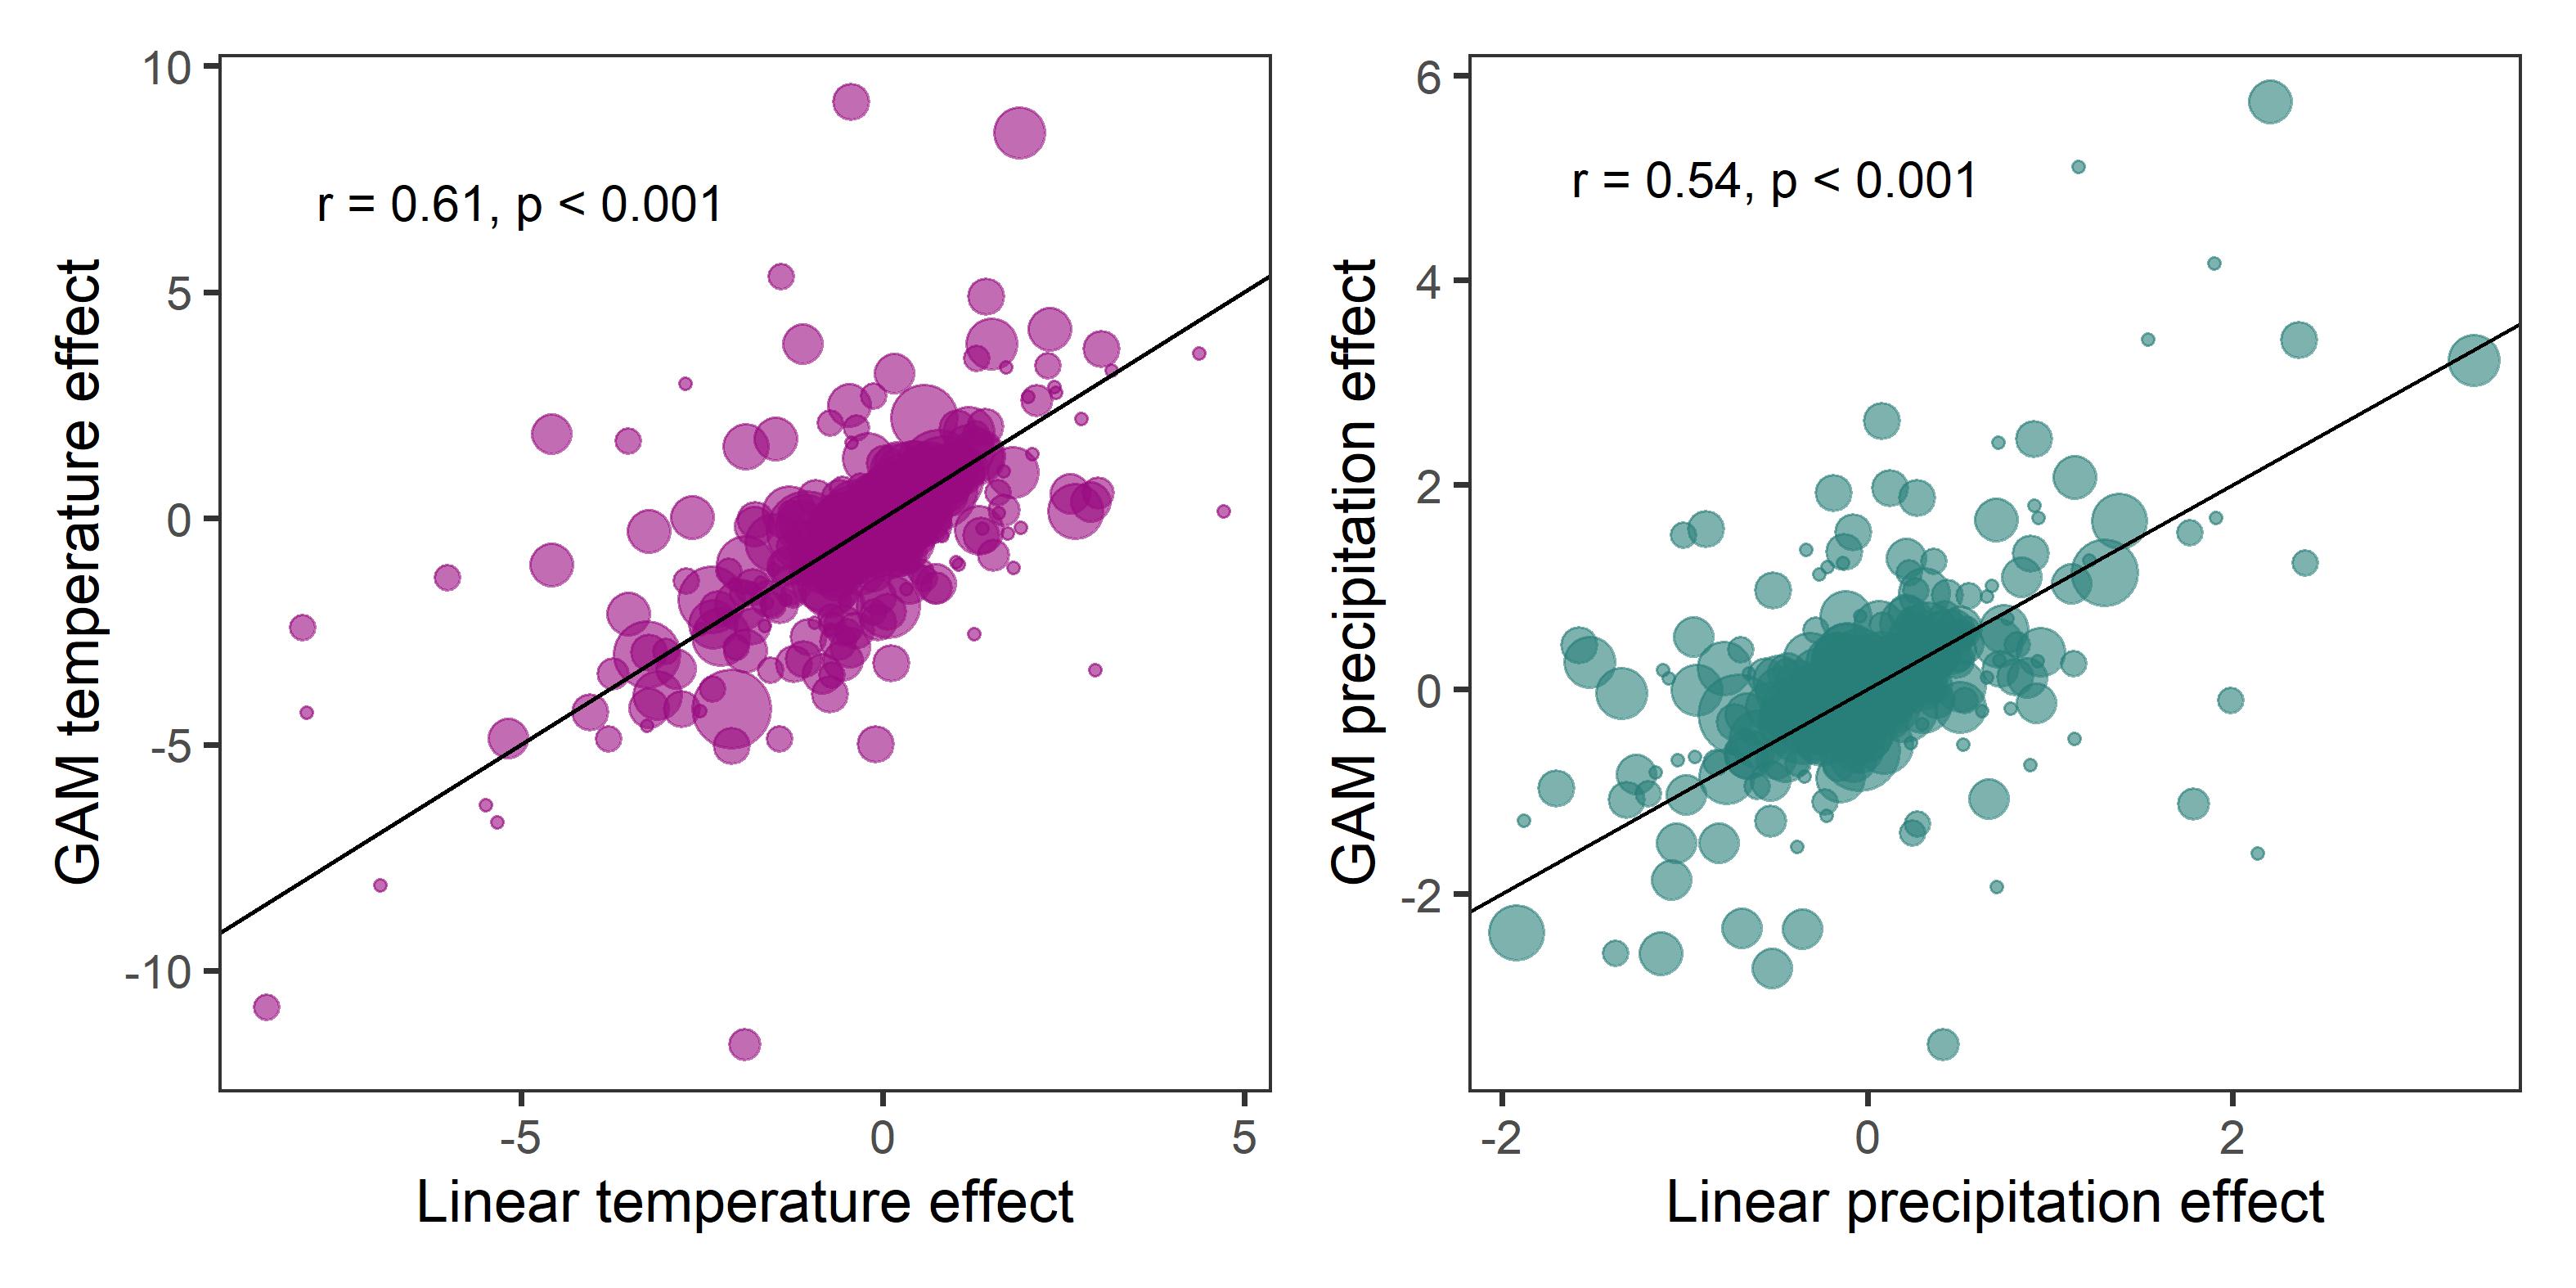 10
5
0
-5
-10
GAM temperature effect
r = 0.61, p < 0.001
-5
0
5
Linear temperature effect
6
4
2
0
-2
GAM precipitation effect
r = 0.54, p < 0.001
-2
0
2
Linear precipitation effect